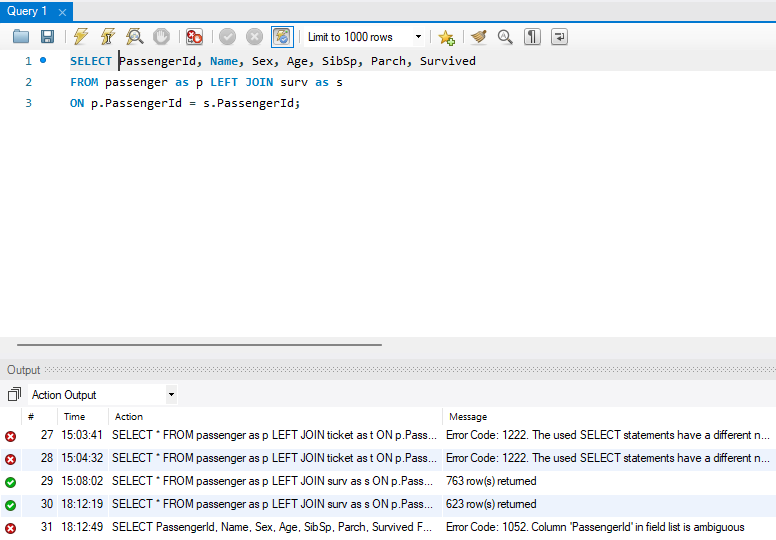 Query 1
Limit to 1000 rows
1 SELECT PassengerId, Name, Sex, Age, SibSp, Parch, Survived
2 FROM passenger as p LEFT JOIN surv as s
3 ON p.PassengerId = s.PassengerId;
Output
Action Output
# Time Action Message
27 15:03:41 SELECT * FROM passenger as p LEFT JOIN ticket as t ON p.Pass... Error Code: 1222. The used SELECT statements have a different n...
28 15:04:32 SELECT * FROM passenger as p LEFT JOIN ticket as t ON p.Pass... Error Code: 1222. The used SELECT statements have a different n...
29 15:08:02 SELECT * FROM passenger as p LEFT JOIN surv as s ON p.Pass... 763 row(s) returned
30 18:12:19 SELECT * FROM passenger as p LEFT JOIN surv as s ON p.Pass... 623 row(s) returned
31 18:12:49 SELECT PassengerId, Name, Sex, Age, SibSp, Parch, Survived F... Error Code: 1052. Column 'PassengerId' in field list is ambiguous